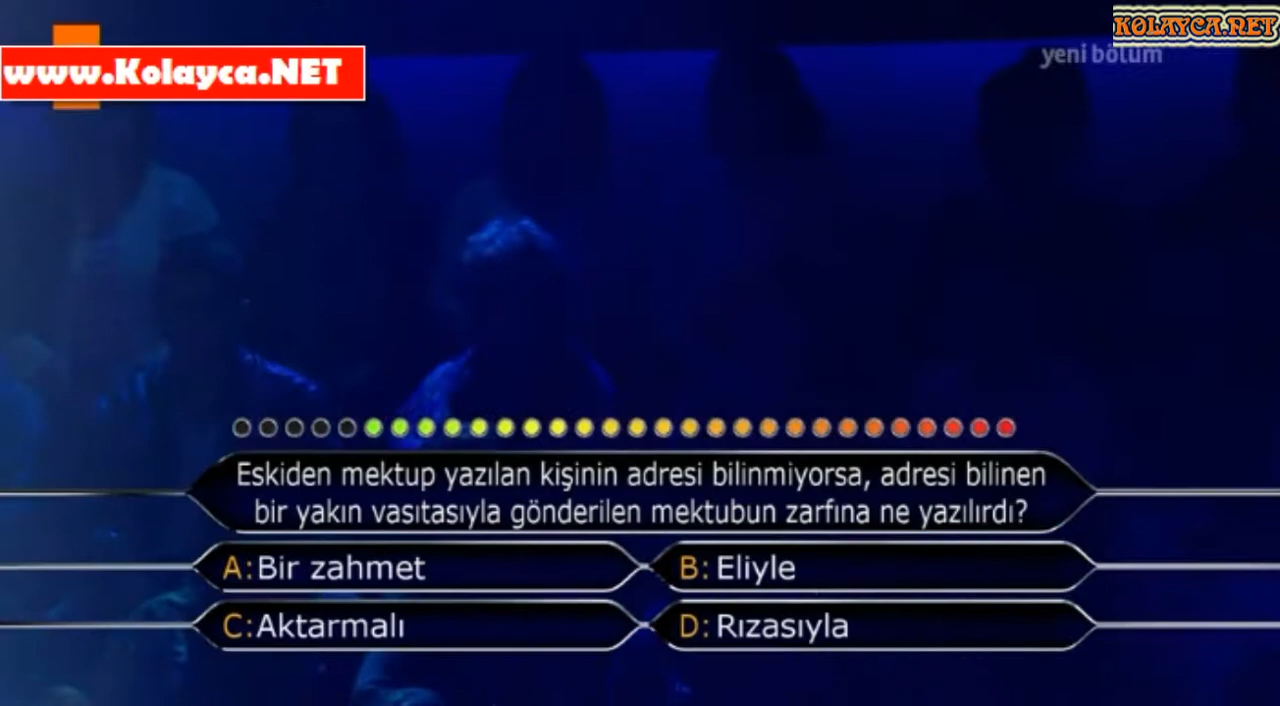 KOLAYCA.NET
www.Kolayca.NET
yeni bölüm
Eskiden mektup yazılan kişinin adresi bilinmiyorsa, adresi bilinen
bir yakın vasıtasıyla gönderilen mektubun zarfına ne yazılırdı?
A: Bir zahmet
B: Eliyle
C: Aktarmalı
D: Rızasıyla